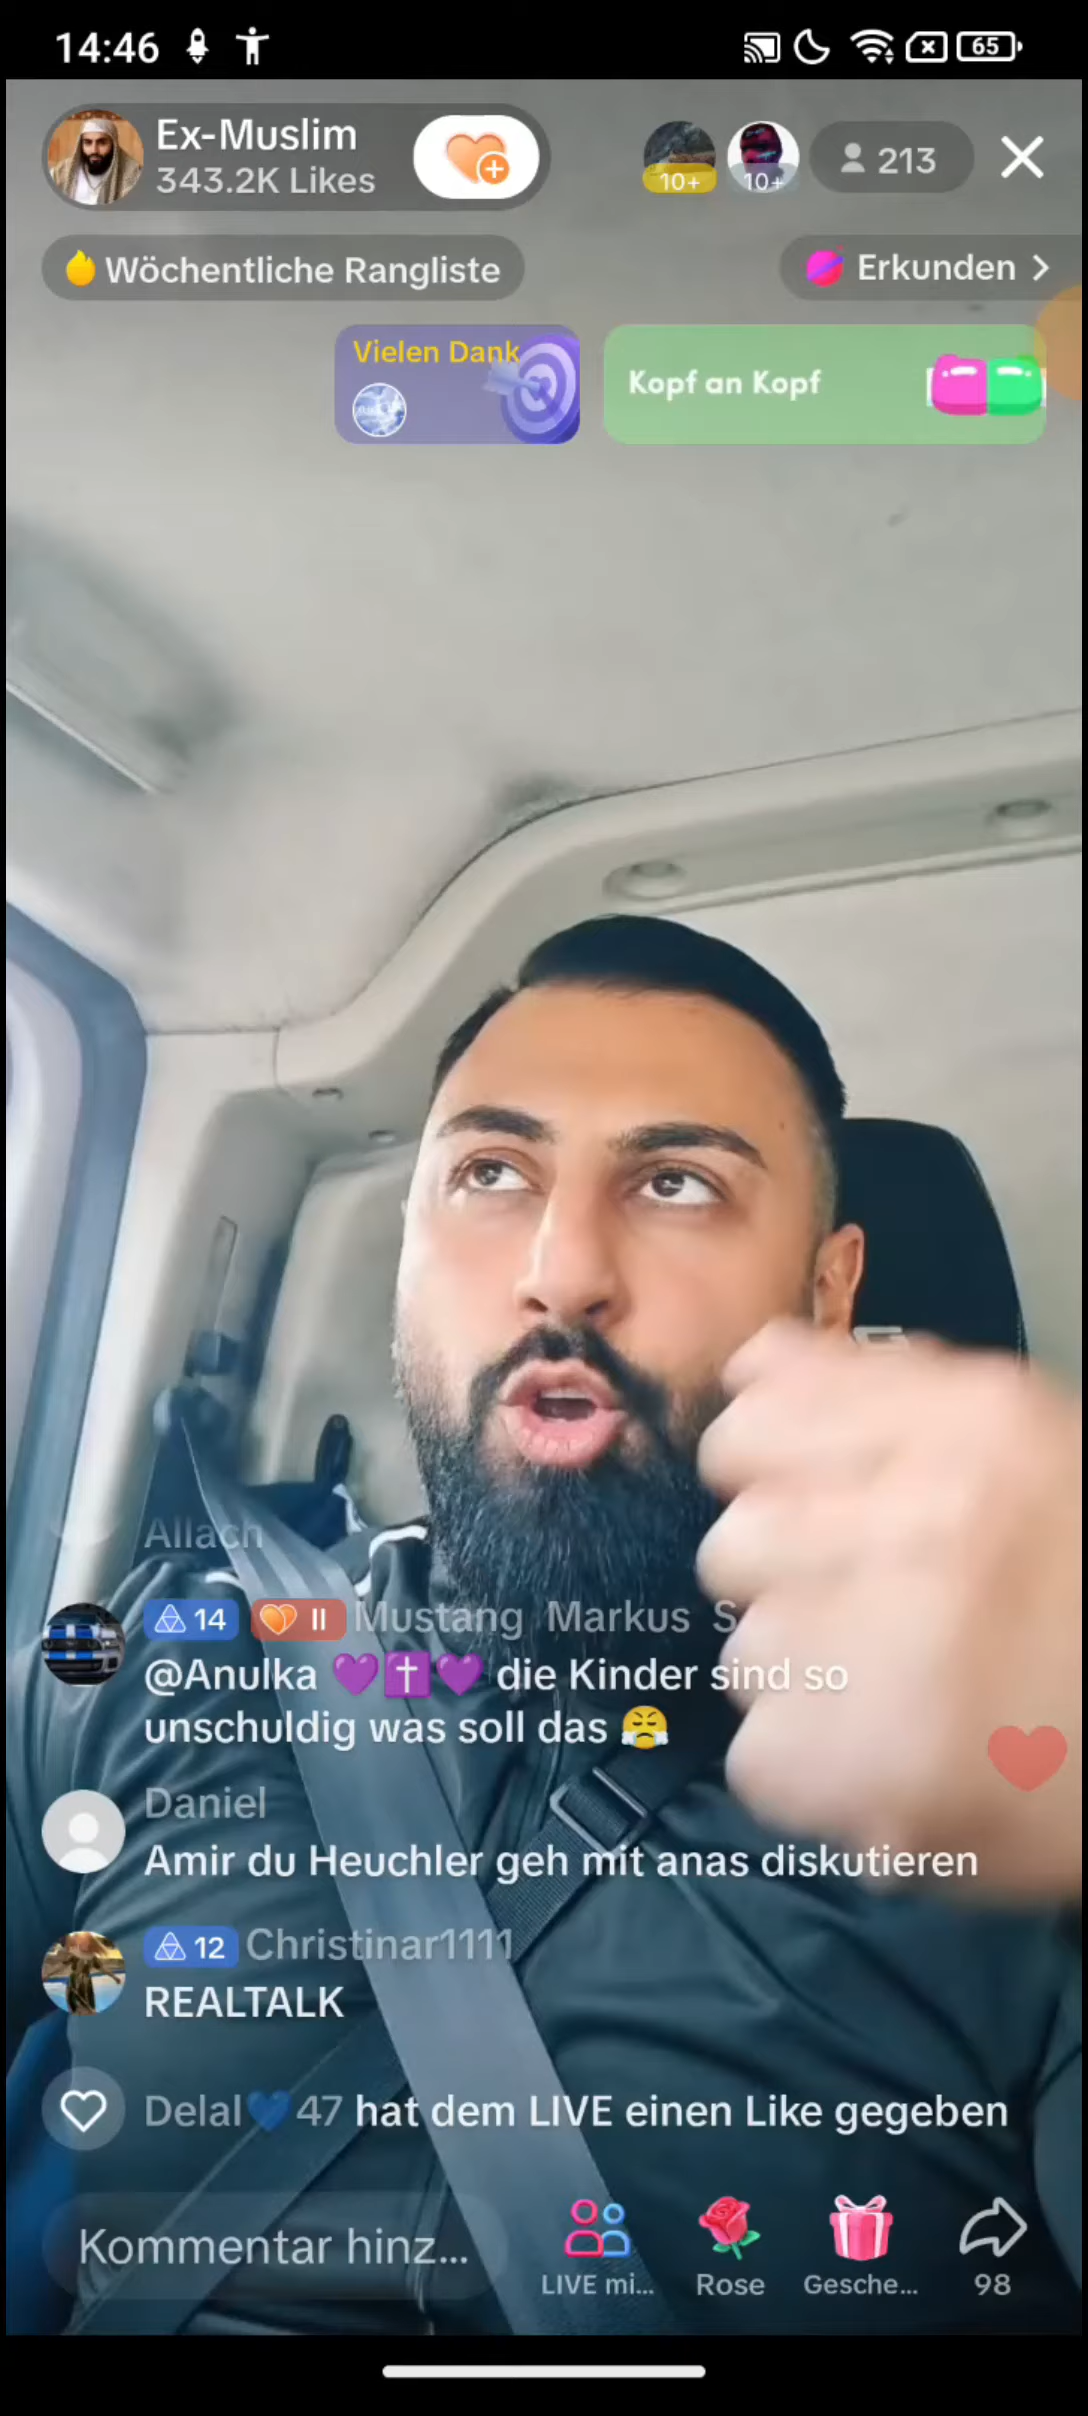 14:46
65
Ex-Muslim
343.2K Likes
10+
10+
213
Wöchentliche Rangliste
Erkunden >
Vielen Dank
Kopf an Kopf
Allach
14 II Mustang Markus S
@Anulka 💜✝️💜 die Kinder sind so
unschuldig was soll das 😤
Daniel
Amir du Heuchler geh mit anas diskutieren
12 Christinar1111
REALTALK
Delal💙47 hat dem LIVE einen Like gegeben
Kommentar hinz...
LIVE mi...
Rose
Gesche...
98